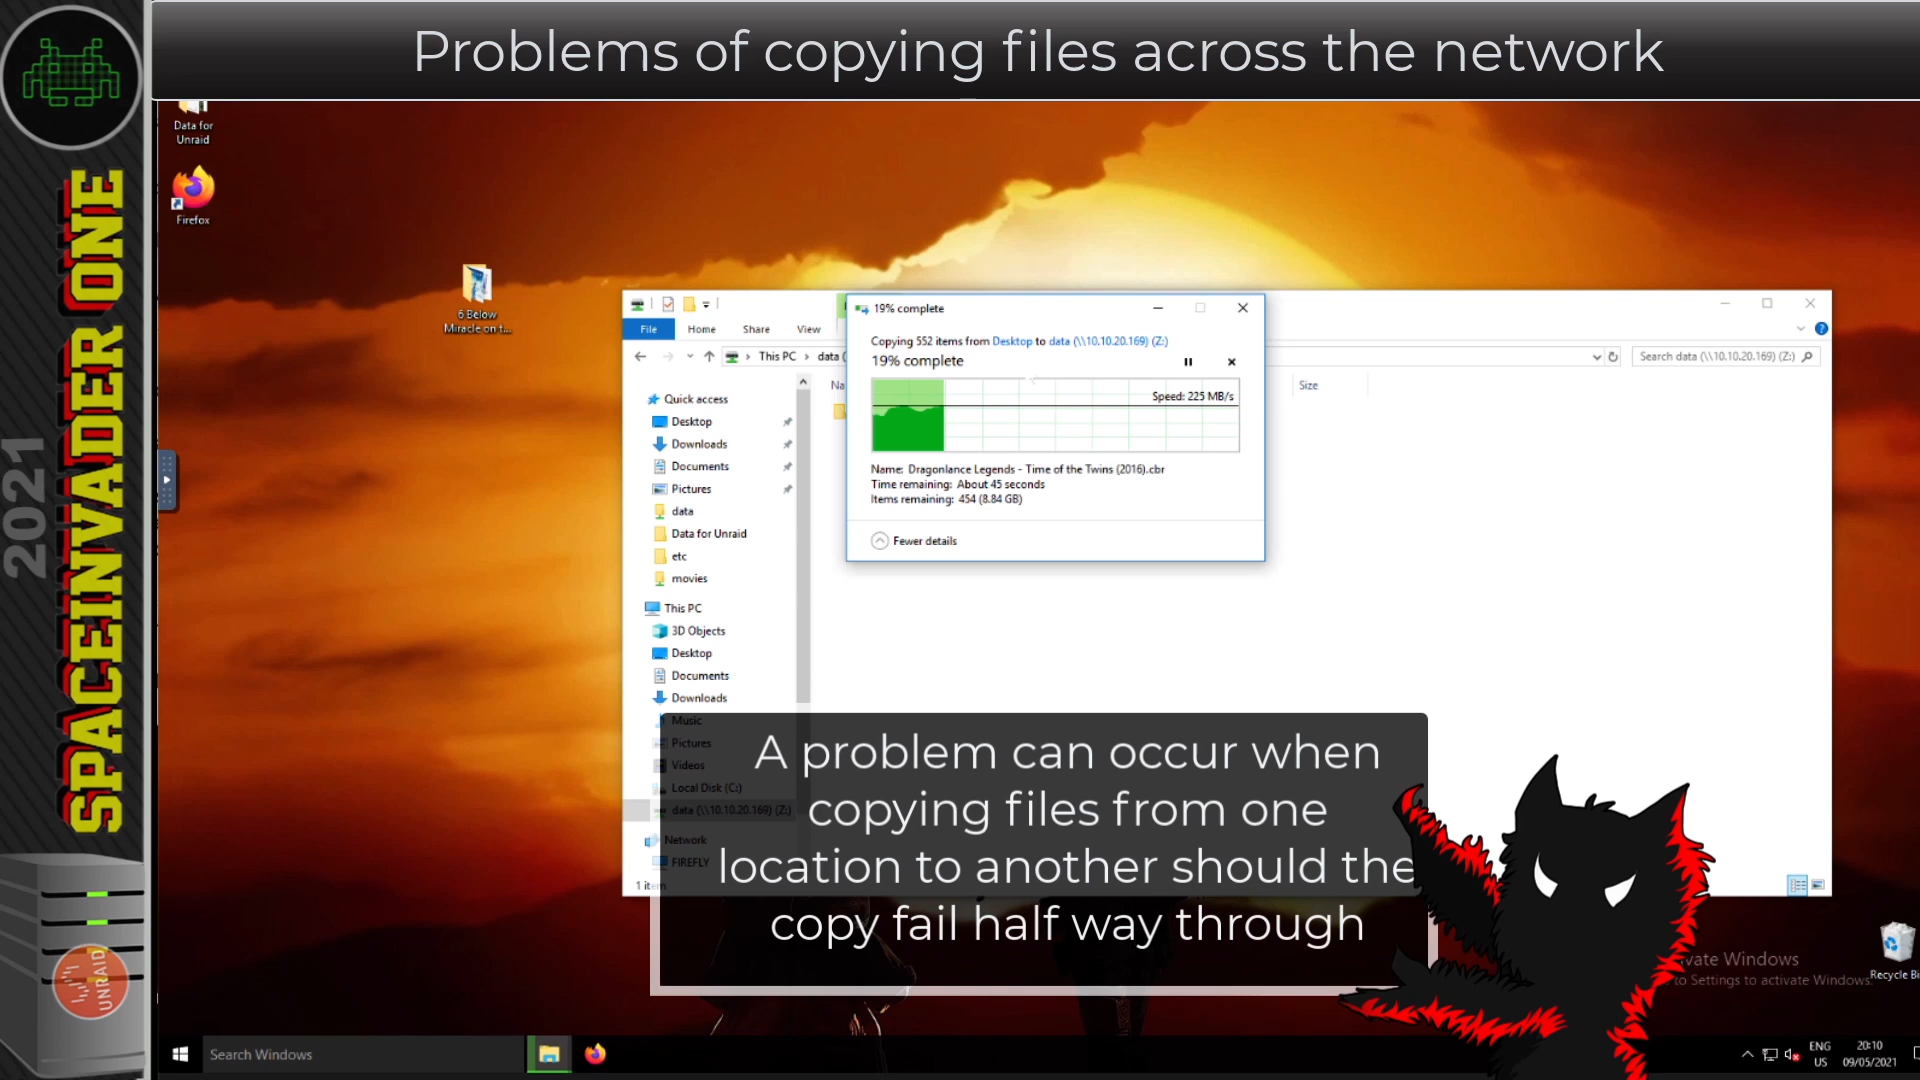 Problems of copying files across the network
2021
SPACEINVADER ONE
UNRAID
Data for
Unraid
Firefox
6 Below
Miracle on t...
File
Home
Share
View
This PC
data (
Search data (\\10.10.20.169) (Z:)
Size
Quick access
Desktop
Downloads
Documents
Pictures
data
Data for Unraid
etc
movies
This PC
3D Objects
Desktop
Documents
Downloads
Music
Pictures
Videos
Local Disk (C:)
data (\\10.10.20.169) (Z:)
Network
FIREFLY
19% complete
Copying 552 items from Desktop to data (\\10.10.20.169) (Z:)
19% complete
Speed: 225 MB/s
Name: Dragonlance Legends - Time of the Twins (2016).cbr
Time remaining: About 45 seconds
Items remaining: 454 (8.84 GB)
Fewer details
A problem can occur when
copying files from one
location to another should the
copy fail half way through
vate Windows
to Settings to activate Windows.
Recycle Bi
Search Windows
ENG
US
20:10
09/05/2021